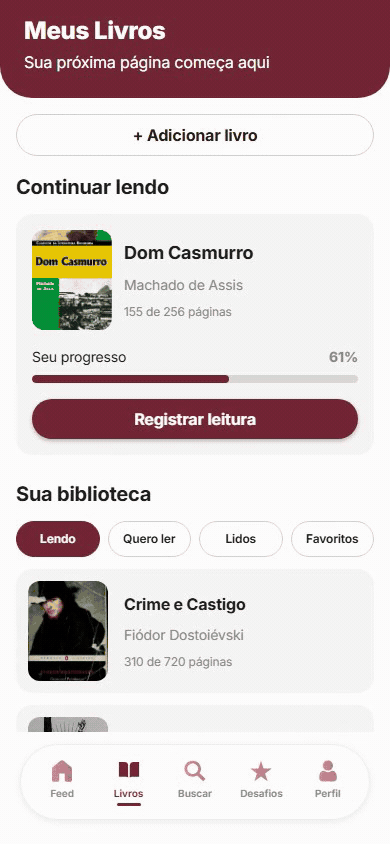 Meus Livros
Sua próxima página começa aqui
+ Adicionar livro
Continuar lendo
Dom Casmurro
Machado
de Assis
Dom Casmurro
Machado de Assis
155 de 256 páginas
Seu progresso
61%
Registrar leitura
Sua biblioteca
Lendo
Quero ler
Lidos
Favoritos
Crime e Castigo
Fiódor Dostoiévski
310 de 720 páginas
Feed
Livros
Buscar
Desafios
Perfil